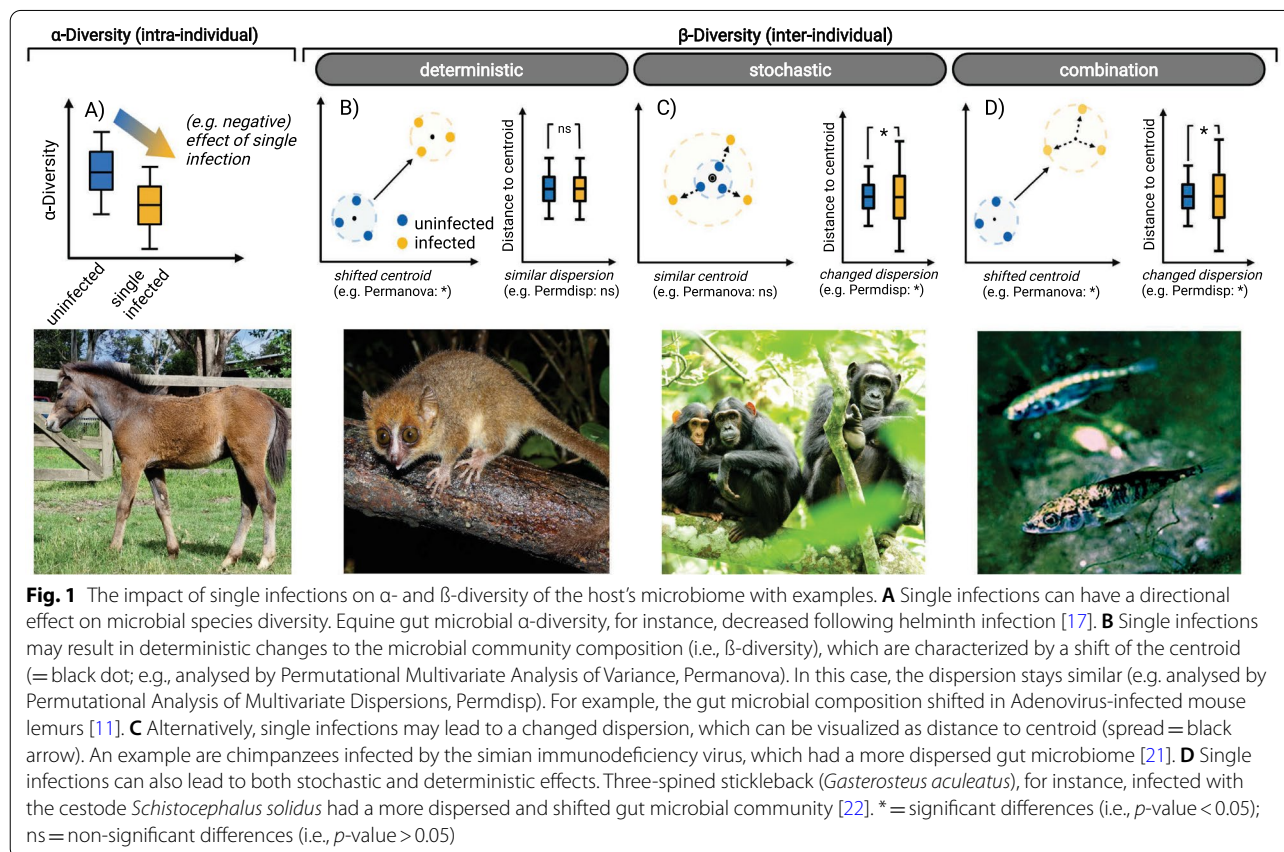 α-Diversity (intra-individual)
β-Diversity (inter-individual)
deterministic
stochastic
combination
A)
(e.g. negative)
effect of single
infection
α-Diversity
uninfected
single
infected
B)
uninfected
infected
shifted centroid
(e.g. Permanova: *)
Distance to centroid
ns
similar dispersion
(e.g. Permdisp: ns)
C)
similar centroid
(e.g. Permanova: ns)
Distance to centroid
*
changed dispersion
(e.g. Permdisp: *)
D)
shifted centroid
(e.g. Permanova: *)
Distance to centroid
*
changed dispersion
(e.g. Permdisp: *)
Fig. 1 The impact of single infections on α- and ß-diversity of the host's microbiome with examples. A Single infections can have a directional
effect on microbial species diversity. Equine gut microbial α-diversity, for instance, decreased following helminth infection [17]. B Single infections
may result in deterministic changes to the microbial community composition (i.e., ß-diversity), which are characterized by a shift of the centroid
(= black dot; e.g., analysed by Permutational Multivariate Analysis of Variance, Permanova). In this case, the dispersion stays similar (e.g. analysed by
Permutational Analysis of Multivariate Dispersions, Permdisp). For example, the gut microbial composition shifted in Adenovirus-infected mouse
lemurs [11]. C Alternatively, single infections may lead to a changed dispersion, which can be visualized as distance to centroid (spread = black
arrow). An example are chimpanzees infected by the simian immunodeficiency virus, which had a more dispersed gut microbiome [21]. D Single
infections can also lead to both stochastic and deterministic effects. Three-spined stickleback (Gasterosteus aculeatus), for instance, infected with
the cestode Schistocephalus solidus had a more dispersed and shifted gut microbial community [22]. * = significant differences (i.e., p-value < 0.05);
ns = non-significant differences (i.e., p-value > 0.05)